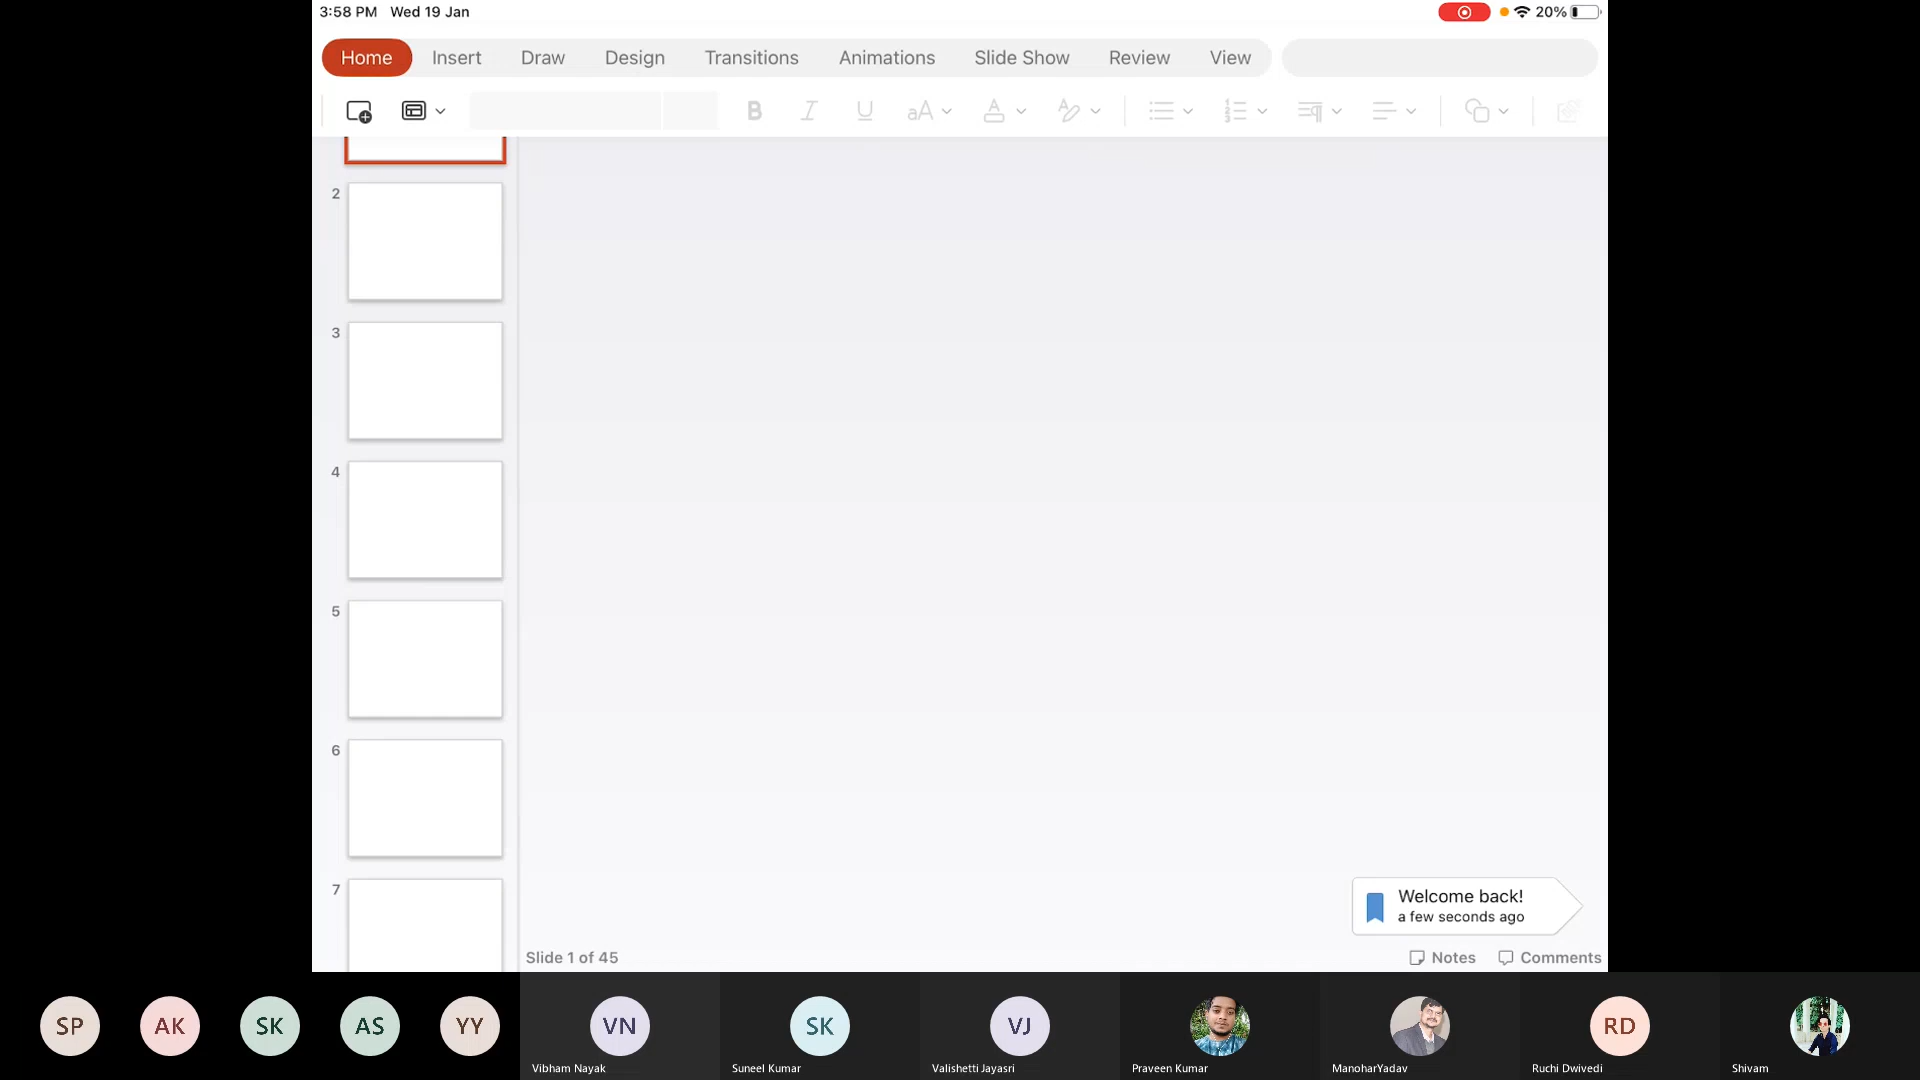 3:58 PM Wed 19 Jan
20%
Home Insert Draw Design Transitions Animations Slide Show Review View
B I U aA A A
2
3
4
5
6
7
Welcome back!
a few seconds ago
Slide 1 of 45
Notes Comments
SP AK SK AS YY VN SK VJ RD
Vibham Nayak Suneel Kumar Valishetti Jayasri Praveen Kumar ManoharYadav Ruchi Dwivedi Shivam